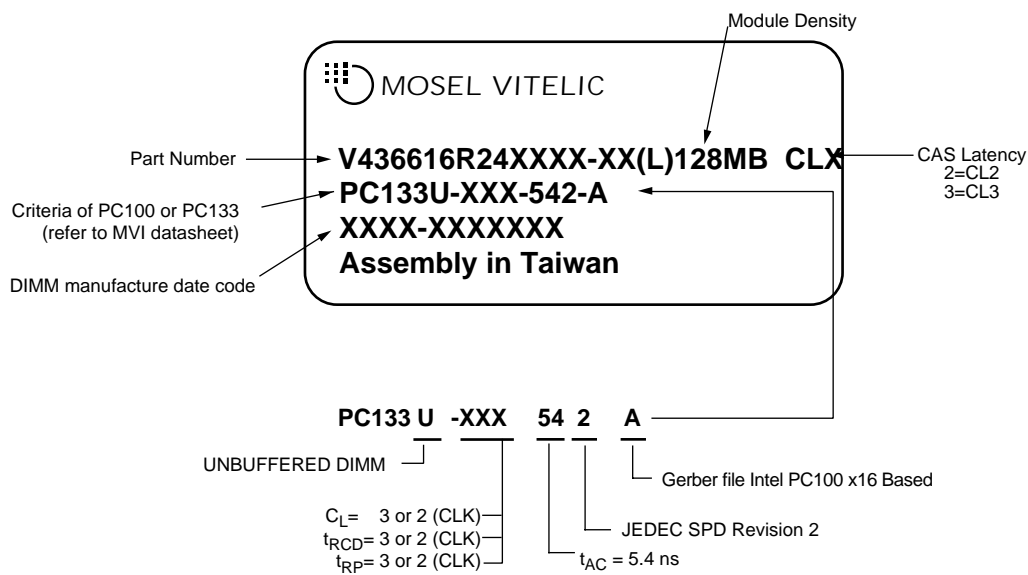 Module Density
MOSEL VITELIC
Part Number
V436616R24XXXX-XX(L)128MB CLX
CAS Latency
2=CL2
3=CL3
Criteria of PC100 or PC133
(refer to MVI datasheet)
PC133U-XXX-542-A
XXXX-XXXXXXX
DIMM manufacture date code
Assembly in Taiwan
PC133 U -XXX 54 2 A
UNBUFFERED DIMM
Gerber file Intel PC100 x16 Based
CL= 3 or 2 (CLK)
tRCD= 3 or 2 (CLK)
tRP= 3 or 2 (CLK)
JEDEC SPD Revision 2
tAC = 5.4 ns